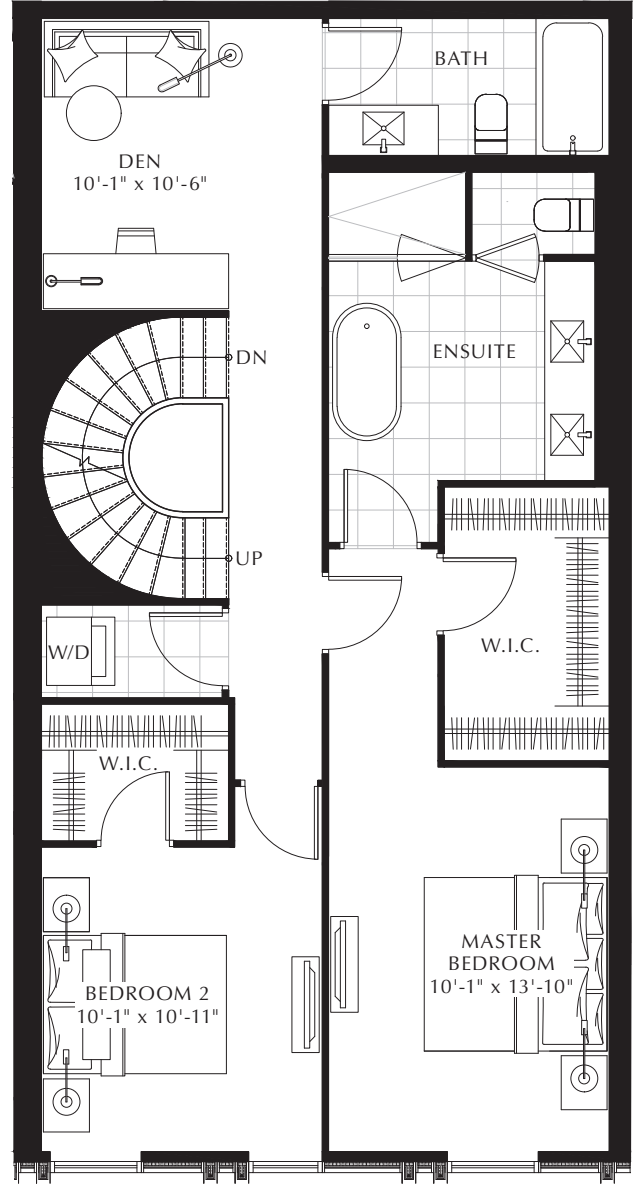 BATH
DEN
10'-1" x 10'-6"
ENSUITE
DN
UP
W/D
W.I.C.
W.I.C.
MASTER
BEDROOM
10'-1" x 13'-10"
BEDROOM 2
10'-1" x 10'-11"